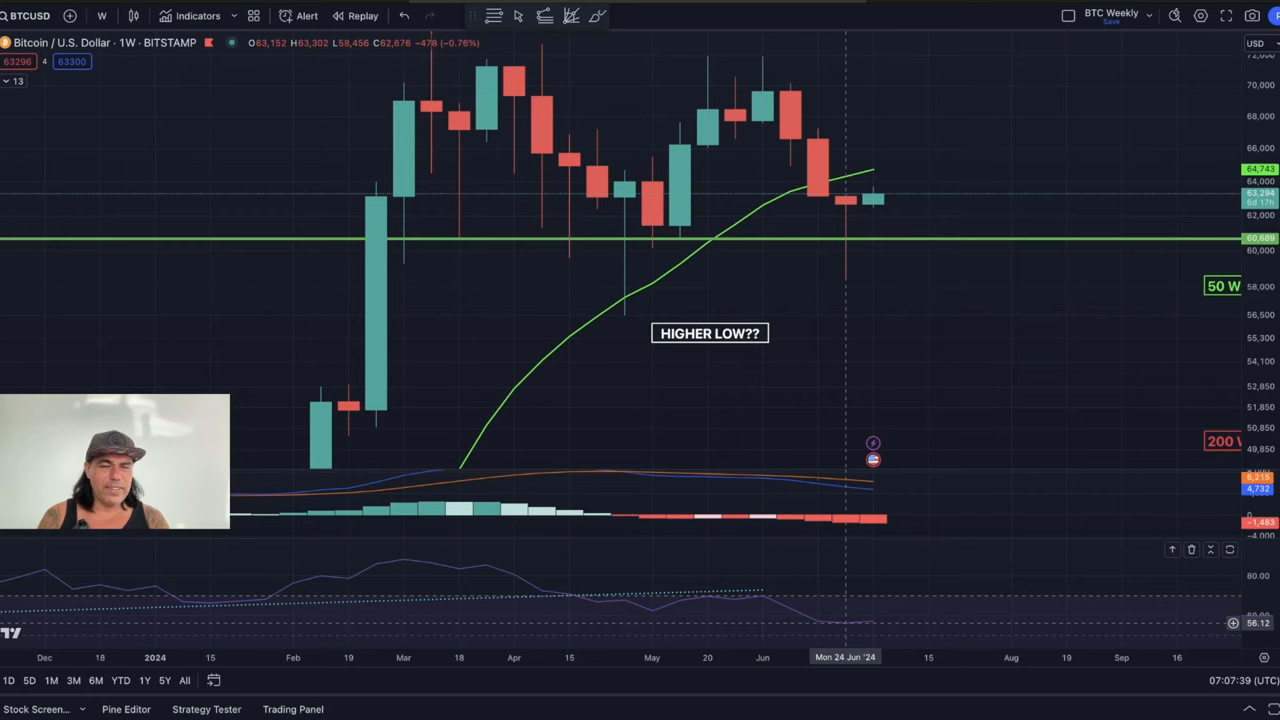 BTCUSD
W
Indicators
Alert
Replay
BTC Weekly
Save
Bitcoin / U.S. Dollar · 1W · BITSTAMP
O63,152 H63,302 L58,456 C62,676 −478 (−0.76%)
USD
63296
4
63300
13
72,000
70,000
68,000
66,000
64,743
64,000
63,294
6d 17h
62,000
60,689
60,000
50 W
58,000
56,500
HIGHER LOW??
55,300
54,100
52,850
51,850
50,850
200 W
49,850
6,215
4,732
0
−1,483
−4,000
80.00
56.12
Dec
18
2024
15
Feb
19
Mar
18
Apr
15
May
20
Jun
Mon 24 Jun '24
15
Aug
19
Sep
16
1D
5D
1M
3M
6M
YTD
1Y
5Y
All
07:07:39 (UTC)
Stock Screen...
Pine Editor
Strategy Tester
Trading Panel